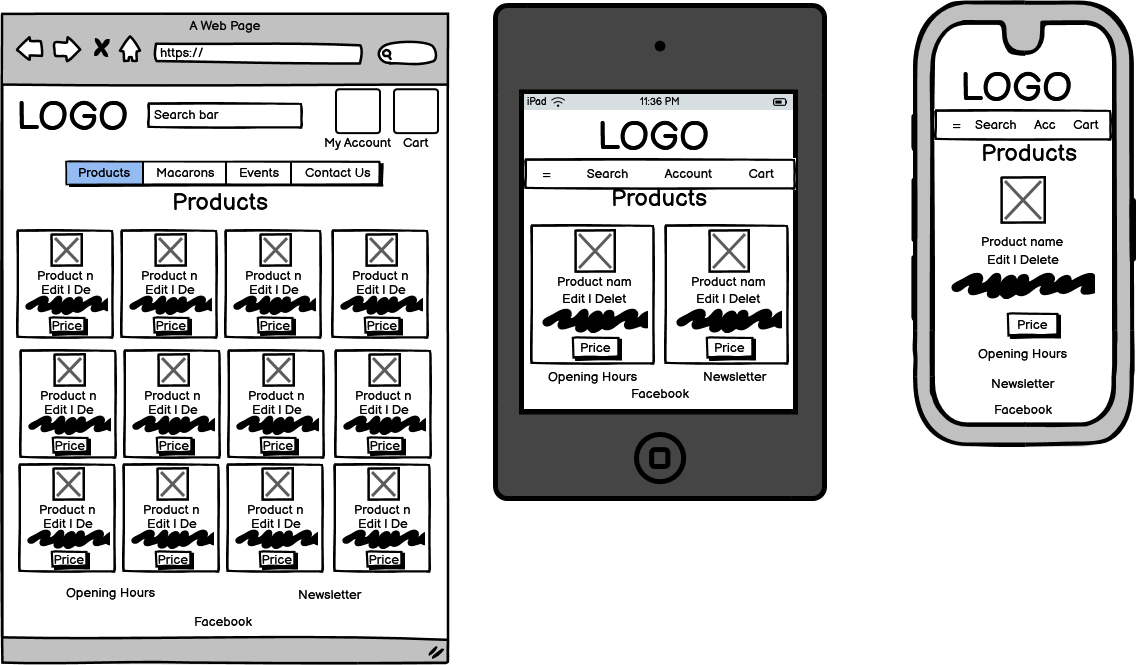 A Web Page
https://
LOGO
Search bar
My Account Cart
Products Macarons Events Contact Us
Products
Product n Product n Product n Product n
Edit | De Edit | De Edit | De Edit | De
Price Price Price Price
Product n Product n Product n Product n
Edit | De Edit | De Edit | De Edit | De
Price Price Price Price
Product n Product n Product n Product n
Edit | De Edit | De Edit | De Edit | De
Price Price Price Price
Opening Hours Newsletter
Facebook
iPad 11:36 PM
LOGO
= Search Account Cart
Products
Product nam Product nam
Edit | Delet Edit | Delet
Price Price
Opening Hours Newsletter
Facebook
LOGO
= Search Acc Cart
Products
Product name
Edit | Delete
Price
Opening Hours
Newsletter
Facebook